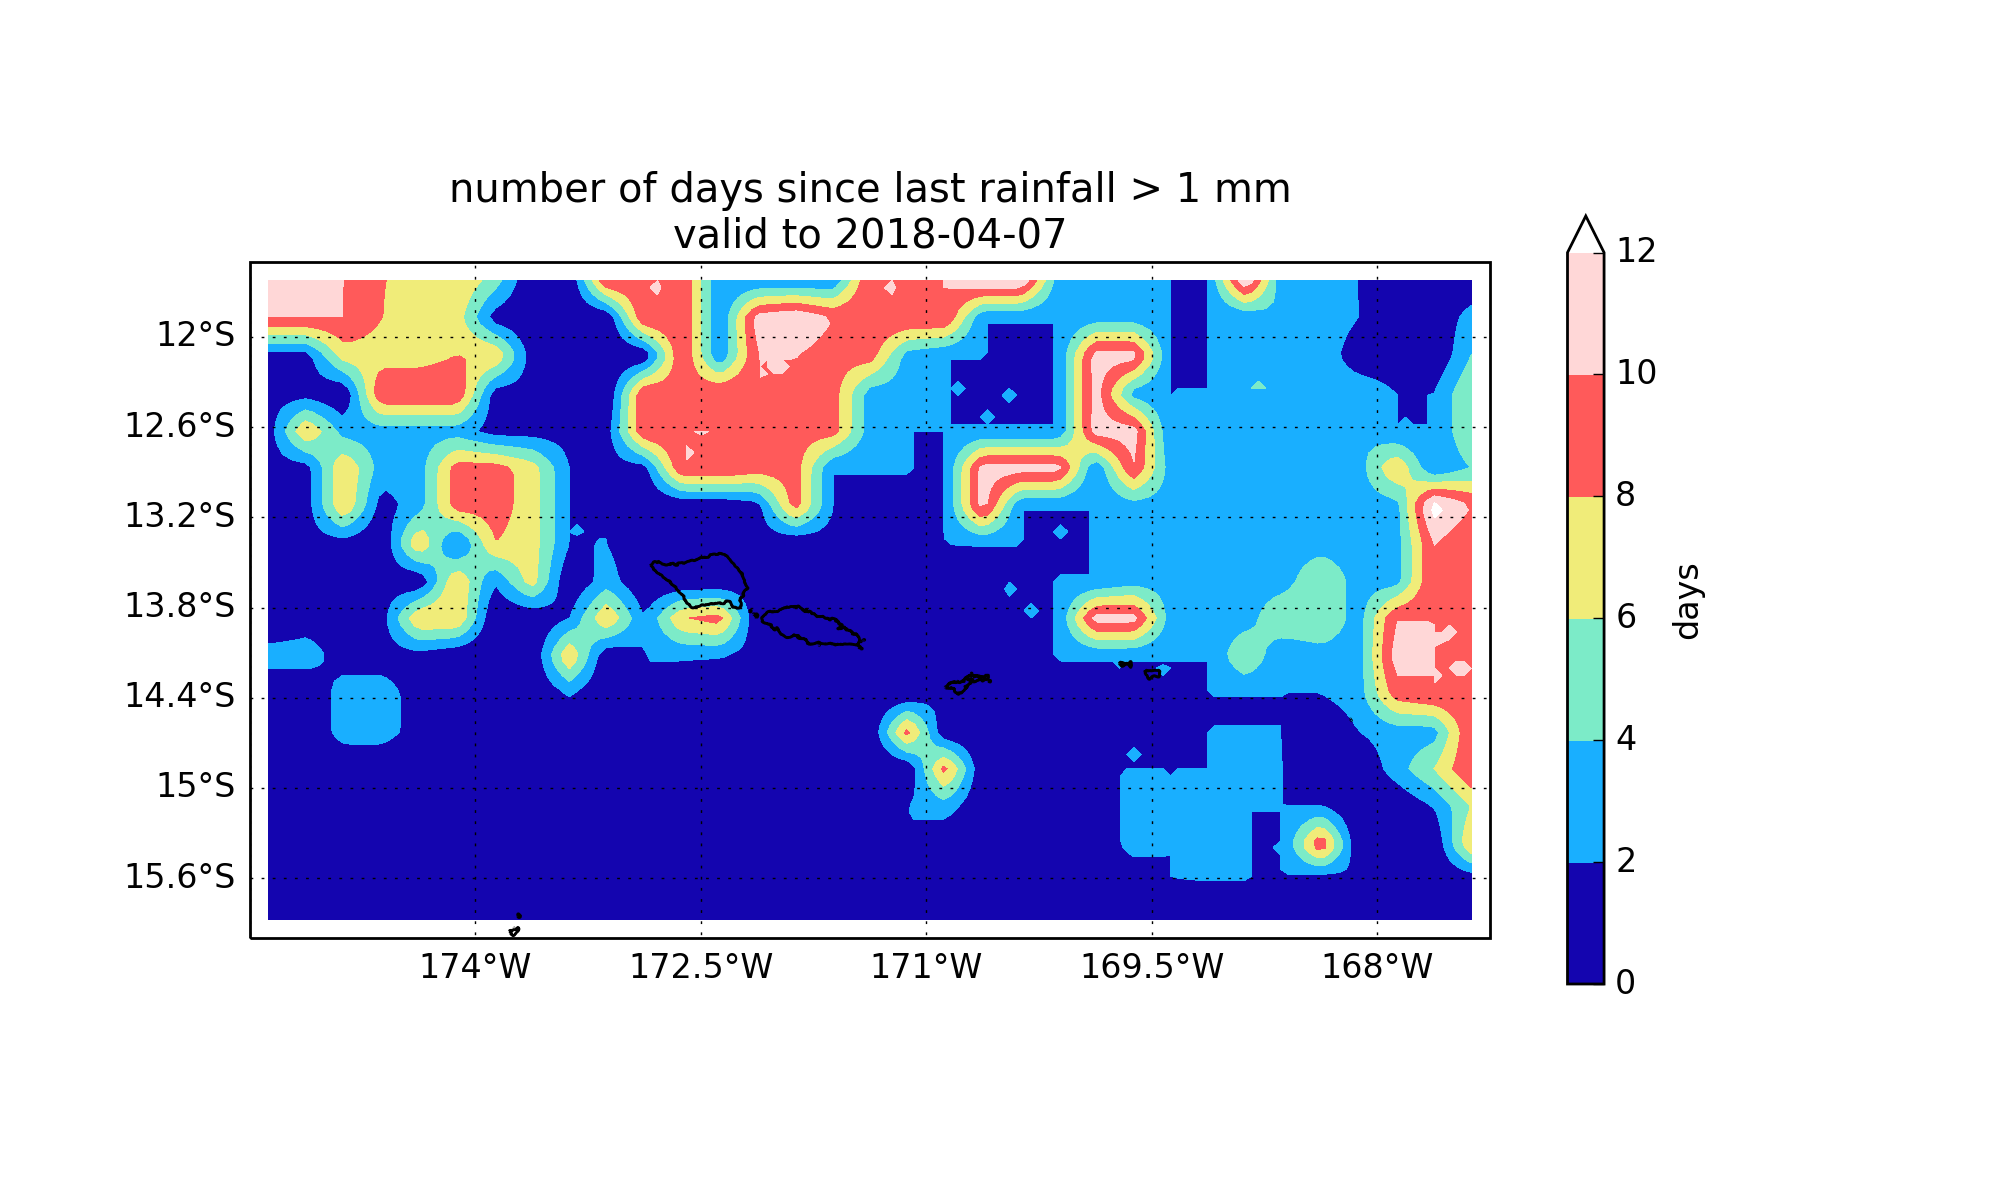 number of days since last rainfall > 1 mm
valid to 2018-04-07
12°S
12.6°S
13.2°S
13.8°S
14.4°S
15°S
15.6°S
174°W
172.5°W
171°W
169.5°W
168°W
12
10
8
6
4
2
0
days